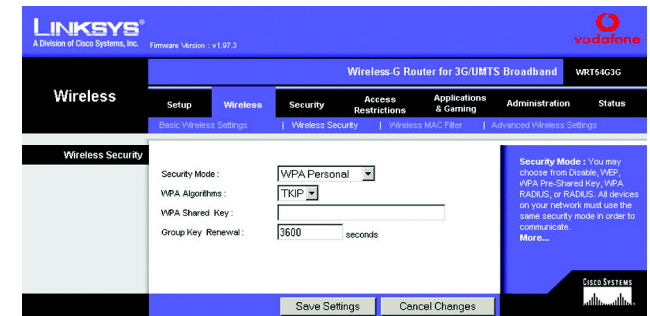 LINKSYS®
A Division of Cisco Systems, Inc.
Firmware Version : v1.97.3
vodafone
Wireless-G Router for 3G/UMTS Broadband
WRT54G3G
Wireless
Setup
Wireless
Security
Access Restrictions
Applications & Gaming
Administration
Status
Basic Wireless Settings | Wireless Security | Wireless MAC Filter | Advanced Wireless Settings
Wireless Security
Security Mode :
WPA Personal
WPA Algorithms :
TKIP
WPA Shared Key :
Group Key Renewal :
3600
seconds
Security Mode : You may
choose from Disable, WEP,
WPA Pre-Shared Key, WPA
RADIUS, or RADIUS. All devices
on your network must use the
same security mode in order to
communicate.
More...
Save Settings
Cancel Changes
CISCO SYSTEMS